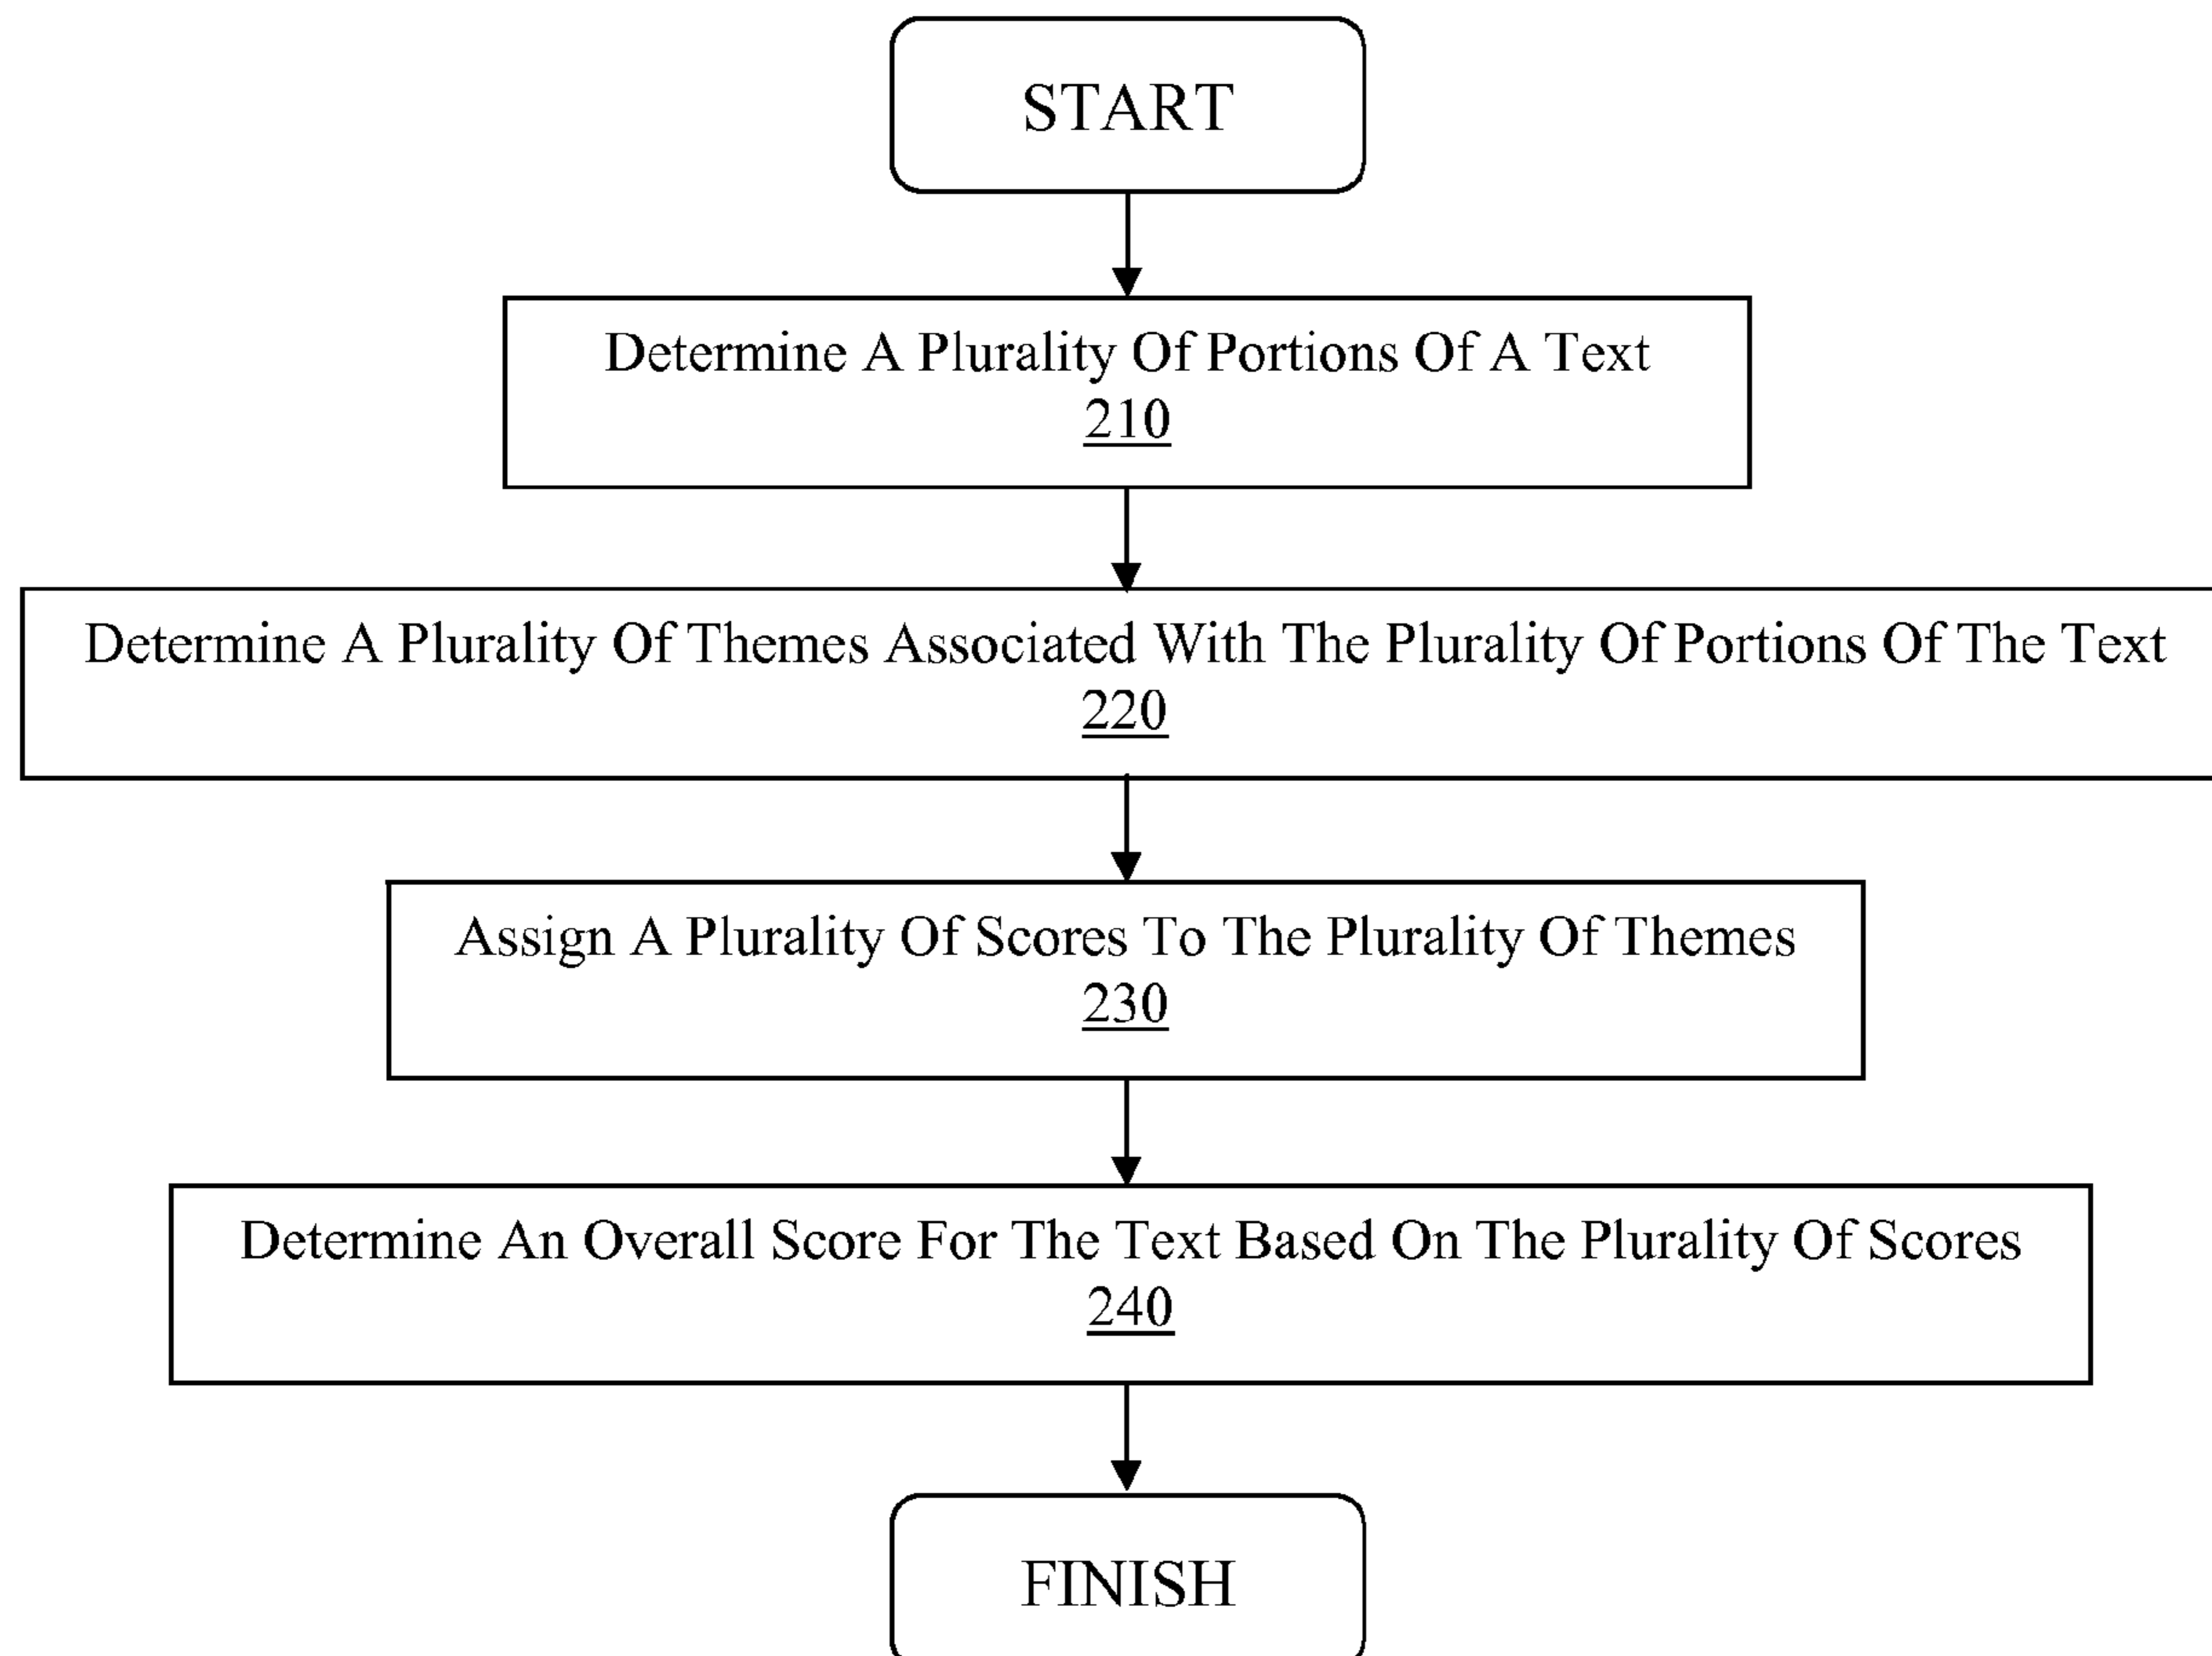 START
Determine A Plurality Of Portions Of A Text
210
Determine A Plurality Of Themes Associated With The Plurality Of Portions Of The Text
220
Assign A Plurality Of Scores To The Plurality Of Themes
230
Determine An Overall Score For The Text Based On The Plurality Of Scores
240
FINISH